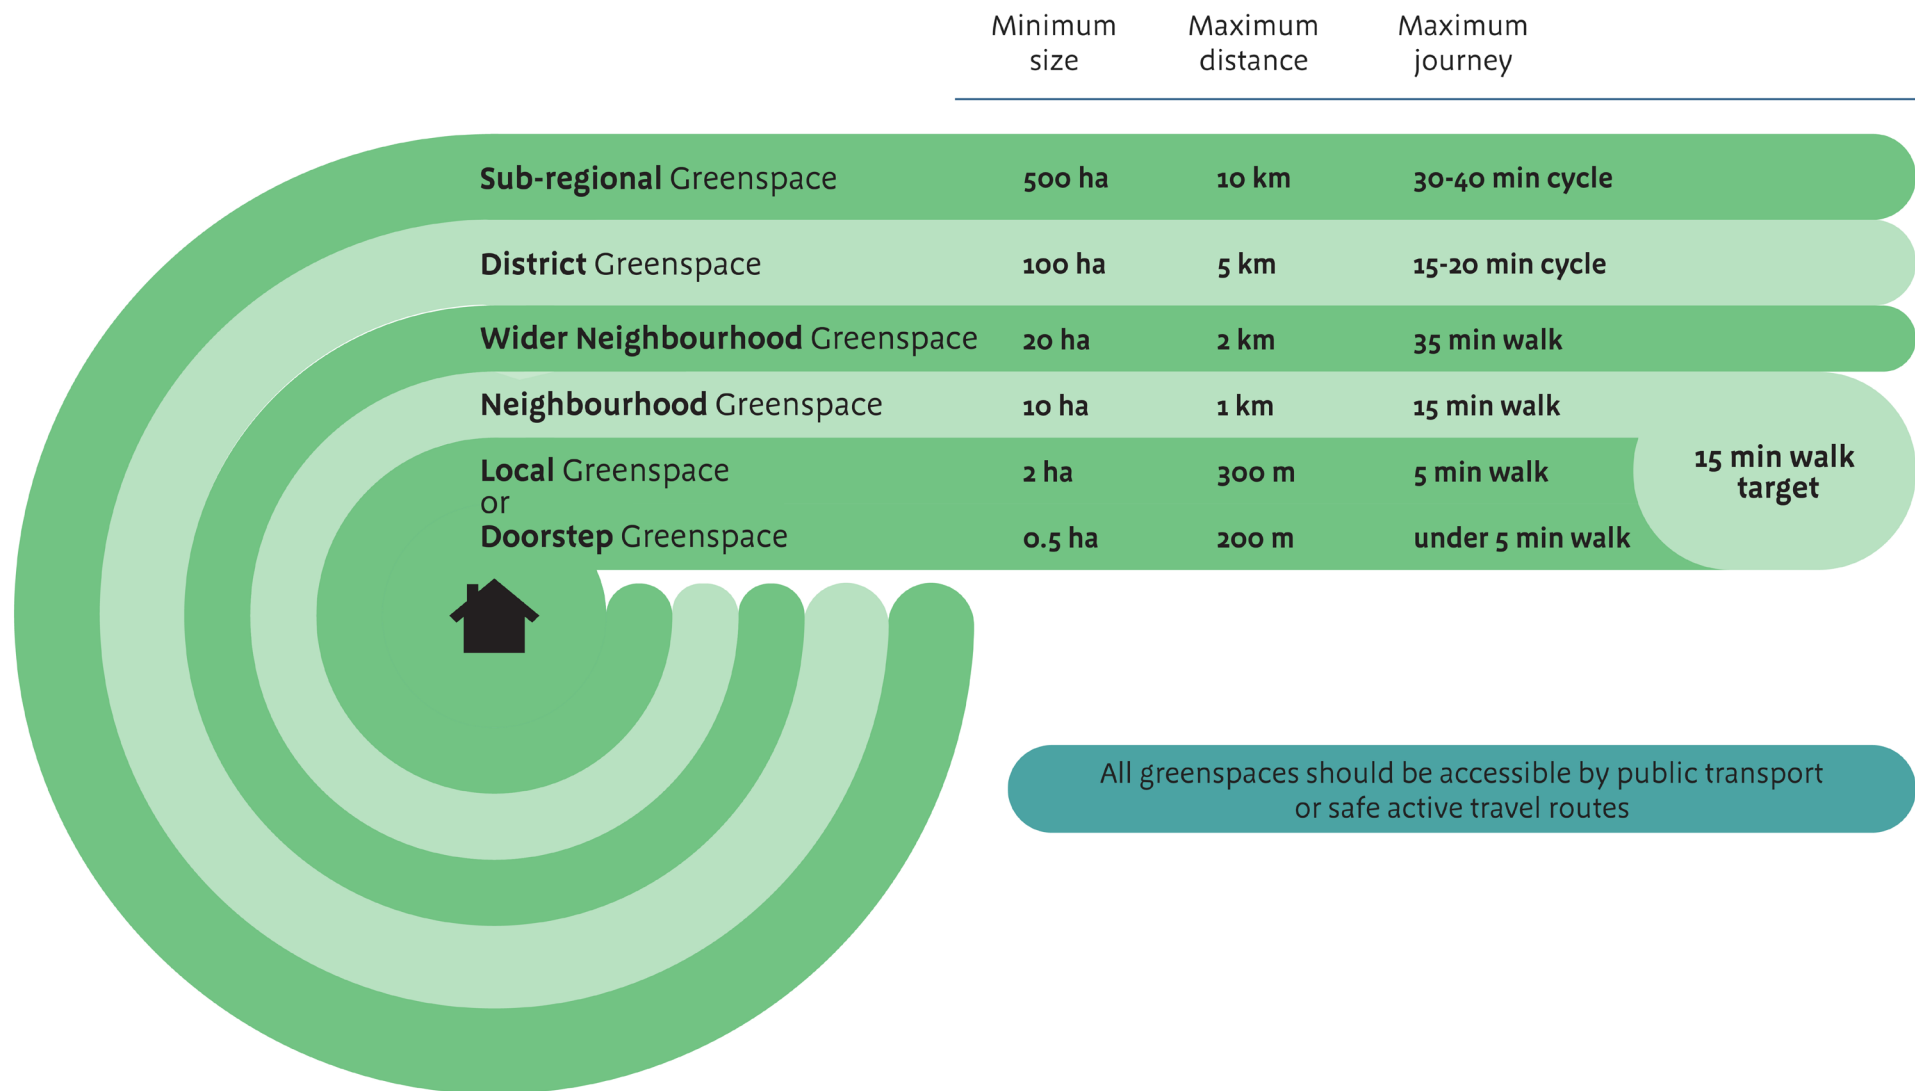 Minimum size
Maximum distance
Maximum journey
Sub-regional Greenspace 500 ha 10 km 30-40 min cycle
District Greenspace 100 ha 5 km 15-20 min cycle
Wider Neighbourhood Greenspace 20 ha 2 km 35 min walk
Neighbourhood Greenspace 10 ha 1 km 15 min walk
Local Greenspace 2 ha 300 m 5 min walk
or
Doorstep Greenspace 0.5 ha 200 m under 5 min walk
15 min walk
target
All greenspaces should be accessible by public transport
or safe active travel routes